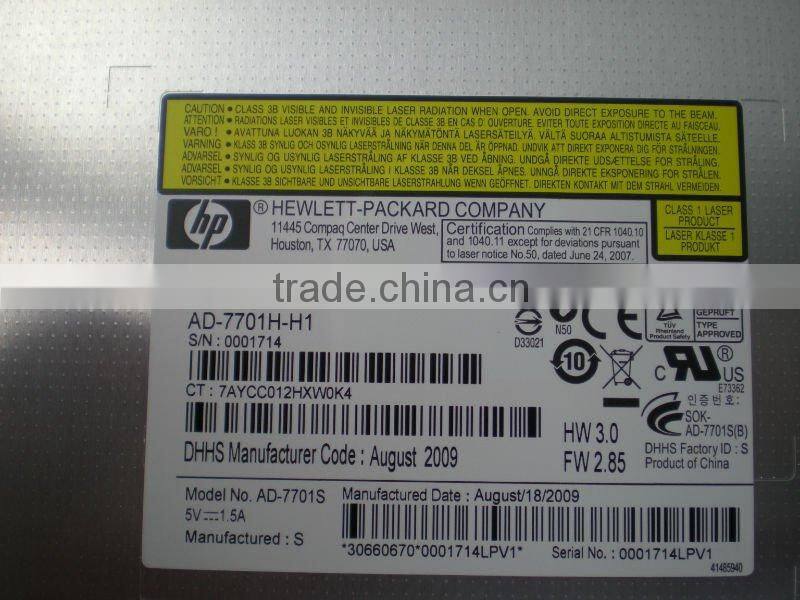 CAUTION • CLASS 3B VISIBLE AND INVISIBLE LASER RADIATION WHEN OPEN. AVOID DIRECT EXPOSURE TO THE BEAM.
ATTENTION • RADIATIONS LASER VISIBLES ET INVISIBLES DE CLASSE 3B EN CAS D' OUVERTURE. EVITER TOUTE EXPOSITION DIRECTE AU FAISCEAU.
VARO ! • AVATTUNA LUOKAN 3B NÄKYVÄÄ JA NÄKYMÄTÖNTÄ LASERSÄTEILYÄ, VÄLTÄ SUORAA ALTISTUMISTA SÄTEELLE.
VARNING • KLASS 3B SYNLIG OCH OSYNLIG LASERSTRÅLNING NÄR DENNA DEL ÄR ÖPPNAD. UNDVIK ATT DIREKT EXPONERA DIG FÖR STRÅLNINGEN.
ADVARSEL • SYNLIG OG USYNLIG LASERSTRÅLING AF KLASSE 3B VED ÅBNING. UNDGÅ DIREKTE UDSÆTTELSE FOR STRÅLING.
ADVARSEL • SYNLIG OG USYNLIG LASERSTRÅLING I KLASSE 3B NÅR DEKSEL ÅPNES. UNNGÅ DIREKTE EKSPONERING FOR STRÅLEN.
VORSICHT • KLASSE 3B SICHTBARE UND UNSICHTBARE LASERSTRAHLUNG WENN GEÖFFNET. DIREKTEN KONTAKT MIT DEM STRAHL VERMEIDEN.
hp ® HEWLETT-PACKARD COMPANY
11445 Compaq Center Drive West,
Houston, TX 77070, USA
Certification Complies with 21 CFR 1040.10
and 1040.11 except for deviations pursuant
to laser notice No.50, dated June 24, 2007.
CLASS 1 LASER
PRODUCT
LASER KLASSE 1
PRODUKT
trade.china.cn
AD-7701H-H1
S/N : 0001714
CT : 7AYCC012HXW0K4
DHHS Manufacturer Code : August 2009
D33021
N50
CE
TÜV
Rheinland
Product Safety
GEPRÜFT
TYPE
APPROVED
10
c RU ® US
E73362
인증번호 :
SOK-
AD-7701S(B)
HW 3.0
FW 2.85
DHHS Factory ID : S
Product of China
Model No. AD-7701S
5V 1.5A
Manufactured : S
Manufactured Date : August/18/2009
*30660670*0001714LPV1*
Serial No. : 0001714LPV1
41485940